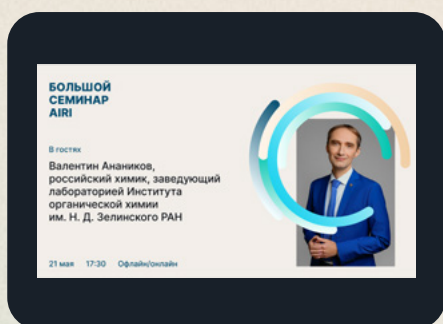 БОЛЬШОЙ
СЕМИНАР
AIRI
В гостях
Валентин Анаников,
российский химик, заведующий
лабораторией Института
органической химии
им. Н. Д. Зелинского РАН
21 мая 17:30 Офлайн/онлайн